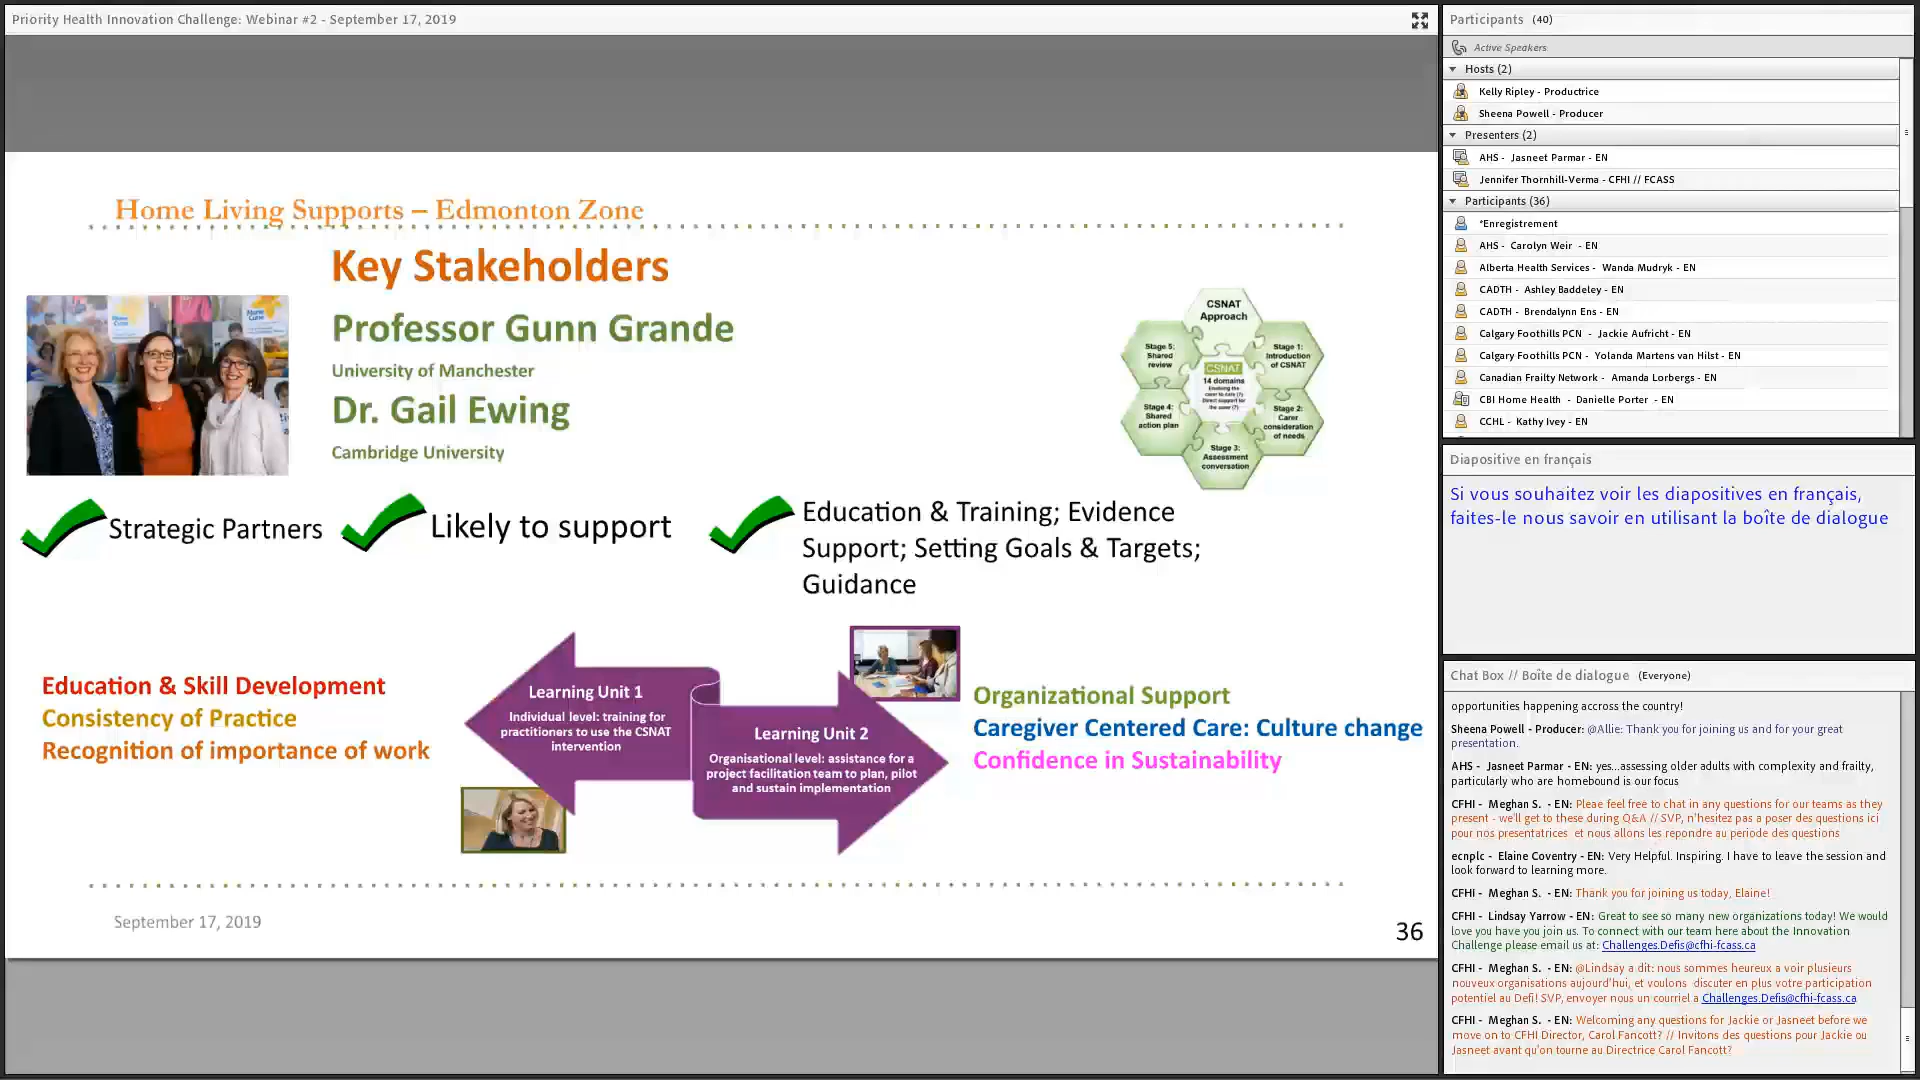 Priority Health Innovation Challenge: Webinar #2 - September 17, 2019
Home Living Supports – Edmonton Zone
Key Stakeholders
Professor Gunn Grande
University of Manchester
Dr. Gail Ewing
Cambridge University
CSNAT
Approach
Stage 5:
Shared
review
Stage 1:
Introduction
of CSNAT
CSNAT
14 domains
Stage 4:
Shared
action plan
Stage 2:
Carer
consideration
of needs
Stage 3:
Assessment
conversation
Strategic Partners
Likely to support
Education & Training; Evidence
Support; Setting Goals & Targets;
Guidance
Education & Skill Development
Consistency of Practice
Recognition of importance of work
Learning Unit 1
Individual level: training for
practitioners to use the CSNAT
intervention
Learning Unit 2
Organisational level: assistance for a
project facilitation team to plan, pilot
and sustain implementation
Organizational Support
Caregiver Centered Care: Culture change
Confidence in Sustainability
September 17, 2019
36
Participants (40)
Active Speakers
Hosts (2)
Kelly Ripley - Productrice
Sheena Powell - Producer
Presenters (2)
AHS - Jasneet Parmar - EN
Jennifer Thornhill-Verma - CFHI // FCASS
Participants (36)
*Enregistrement
AHS - Carolyn Weir - EN
Alberta Health Services - Wanda Mudryk - EN
CADTH - Ashley Baddeley - EN
CADTH - Brendalynn Ens - EN
Calgary Foothills PCN - Jackie Aufricht - EN
Calgary Foothills PCN - Yolanda Martens van Hilst - EN
Canadian Frailty Network - Amanda Lorbergs - EN
CBI Home Health - Danielle Porter - EN
CCHL - Kathy Ivey - EN
Diapositive en français
Si vous souhaitez voir les diapositives en français,
faites-le nous savoir en utilisant la boîte de dialogue
Chat Box // Boîte de dialogue (Everyone)
opportunities happening accross the country!
Sheena Powell - Producer: @Allie: Thank you for joining us and for your great
presentation.
AHS - Jasneet Parmar - EN: yes...assessing older adults with complexity and frailty,
particularly who are homebound is our focus
CFHI - Meghan S. - EN: Pleae feel free to chat in any questions for our teams as they
present - we'll get to these during Q&A // SVP, n'hesitez pas a poser des questions ici
pour nos presentatrices et nous allons les repondre au periode des questions
ecnplc - Elaine Coventry - EN: Very Helpful. Inspiring. I have to leave the session and
look forward to learning more.
CFHI - Meghan S. - EN: Thank you for joining us today, Elaine!
CFHI - Lindsay Yarrow - EN: Great to see so many new organizations today! We would
love you have you join us. To connect with our team here about the Innovation
Challenge please email us at: Challenges.Defis@cfhi-fcass.ca
CFHI - Meghan S. - EN: @Lindsay a dit: nous sommes heureux a voir plusieurs
nouveux organisations aujourd'hui, et voulons discuter en plus votre participation
potentiel au Defi! SVP, envoyer nous un courriel a Challenges.Defis@cfhi-fcass.ca
CFHI - Meghan S. - EN: Welcoming any questions for Jackie or Jasneet before we
move on to CFHI Director, Carol Fancott? // Invitons des questions pour Jackie ou
Jasneet avant qu'on tourne au Directrice Carol Fancott?